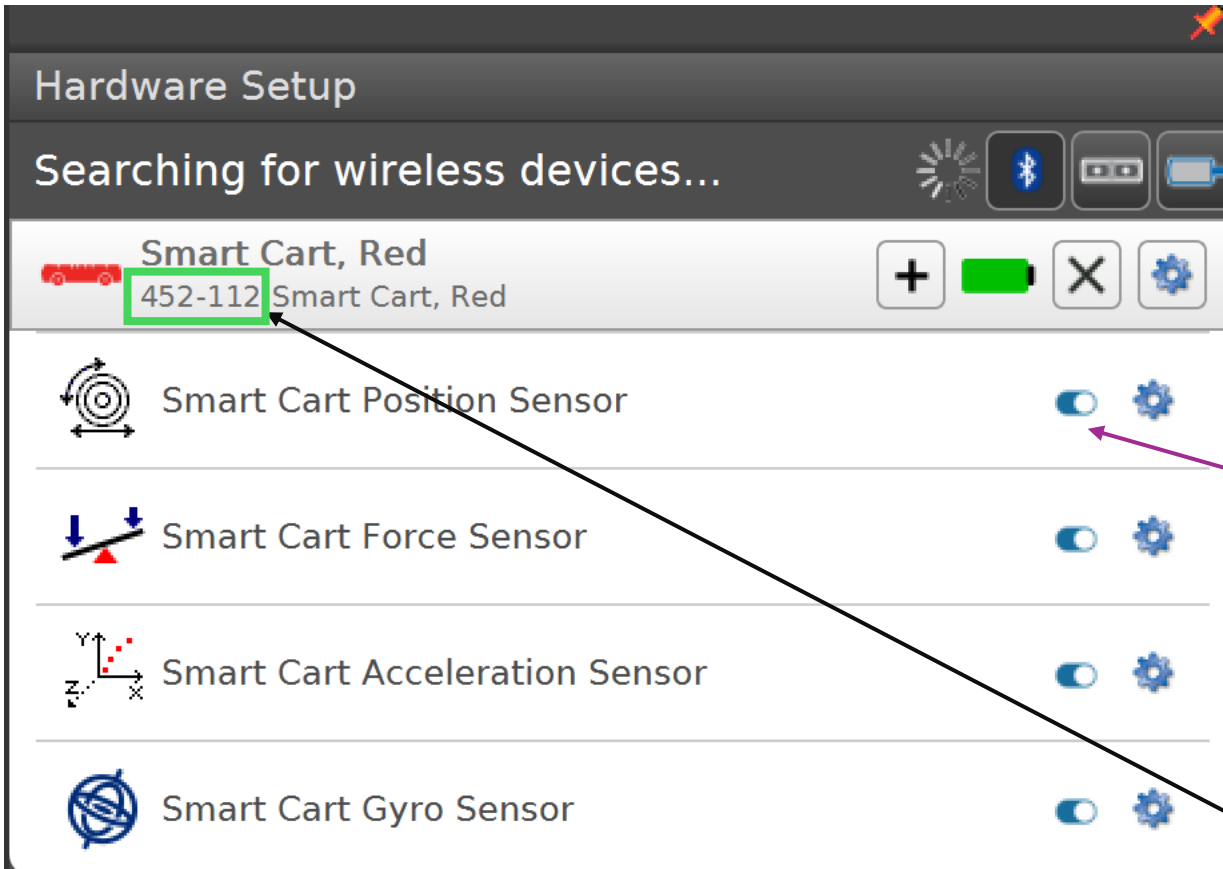 Hardware Setup
Searching for wireless devices...
Smart Cart, Red
452-112 Smart Cart, Red
Smart Cart Position Sensor
Smart Cart Force Sensor
Y
Z X
Smart Cart Acceleration Sensor
Smart Cart Gyro Sensor